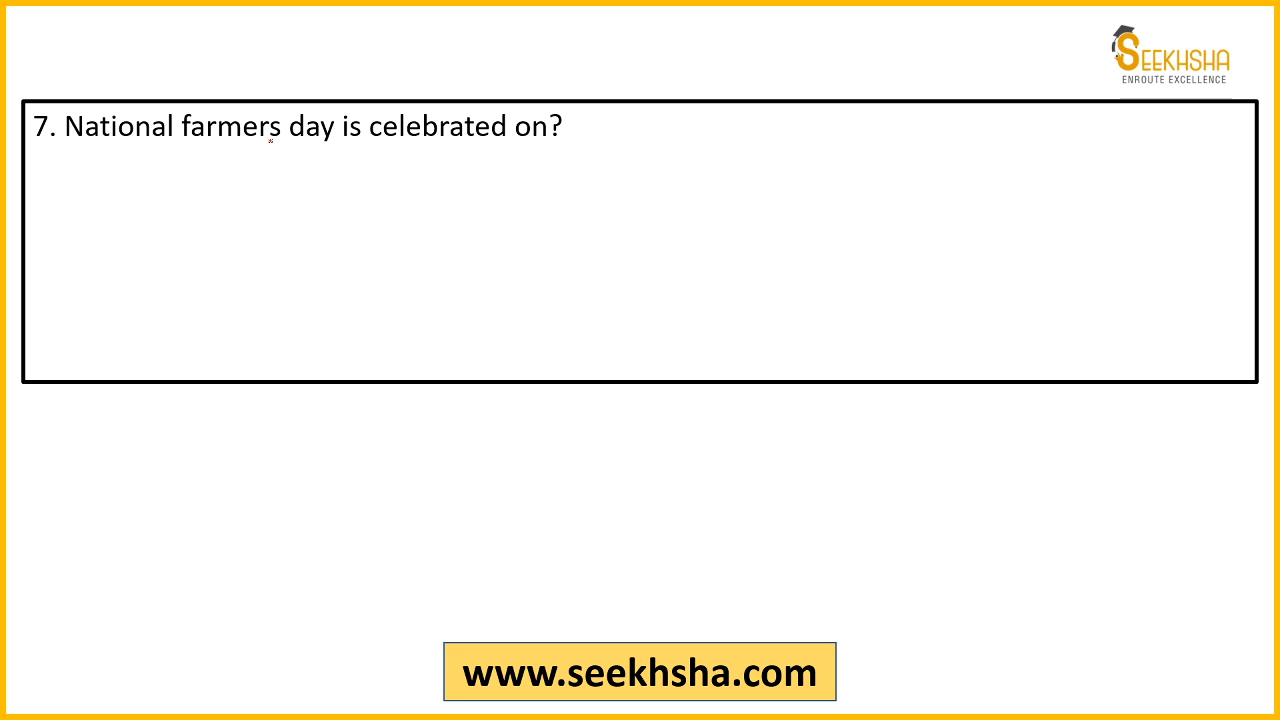 SEEKHSHA
ENROUTE EXCELLENCE
7. National farmers day is celebrated on?
www.seekhsha.com